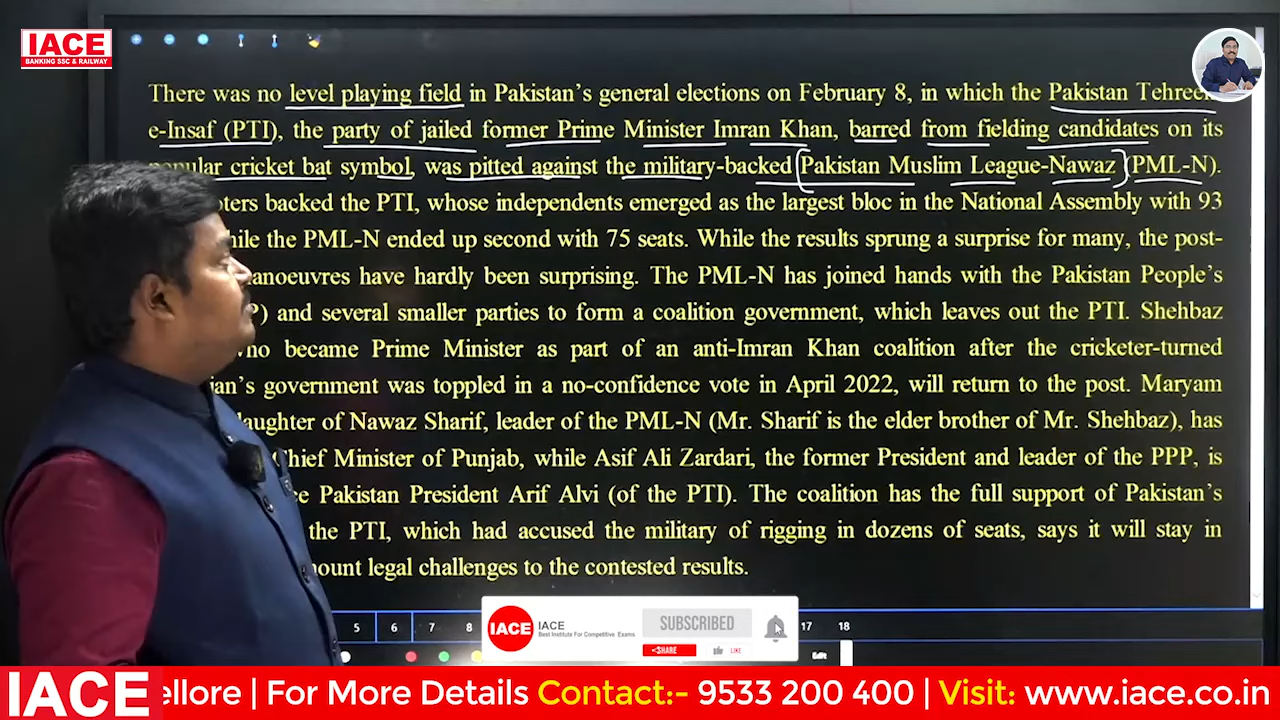 IACE
BANKING SSC & RAILWAY
There was no level playing field in Pakistan's general elections on February 8, in which the Pakistan Tehreek-
e-Insaf (PTI), the party of jailed former Prime Minister Imran Khan, barred from fielding candidates on its
popular cricket bat symbol, was pitted against the military-backed (Pakistan Muslim League-Nawaz (PML-N).
backed the PTI, whose independents emerged as the largest bloc in the National Assembly with 93
the PML-N ended up second with 75 seats. While the results sprung a surprise for many, the post-
have hardly been surprising. The PML-N has joined hands with the Pakistan People's
and several smaller parties to form a coalition government, which leaves out the PTI. Shehbaz
became Prime Minister as part of an anti-Imran Khan coalition after the cricketer-turned
government was toppled in a no-confidence vote in April 2022, will return to the post. Maryam
of Nawaz Sharif, leader of the PML-N (Mr. Sharif is the elder brother of Mr. Shehbaz), has
Chief Minister of Punjab, while Asif Ali Zardari, the former President and leader of the PPP, is
Pakistan President Arif Alvi (of the PTI). The coalition has the full support of Pakistan's
the PTI, which had accused the military of rigging in dozens of seats, says it will stay in
legal challenges to the contested results.
5 6 7 8 17 18
IACE
IACE
Best Institute For Competitive Exams
SUBSCRIBED
SHARE
LIKE
Edit
IACE
ellore | For More Details Contact:- 9533 200 400 | Visit: www.iace.co.in